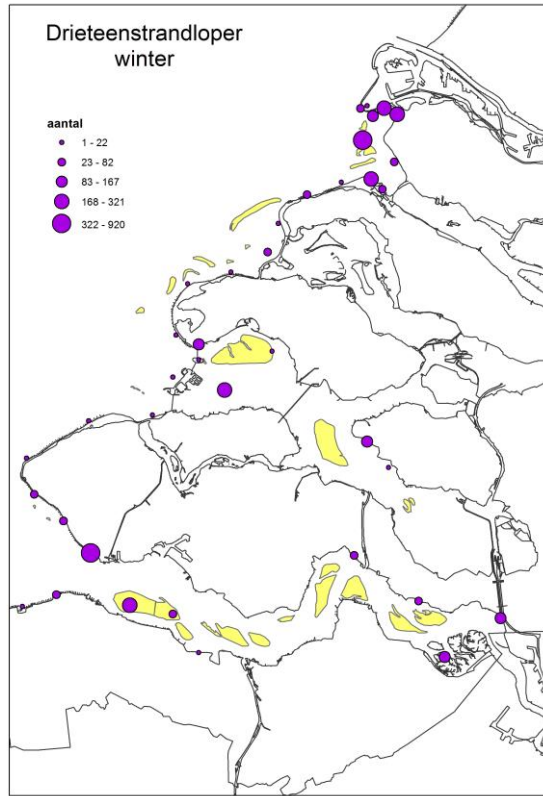 Drieteenstrandloper
winter
aantal
1 - 22
23 - 82
83 - 167
168 - 321
322 - 920